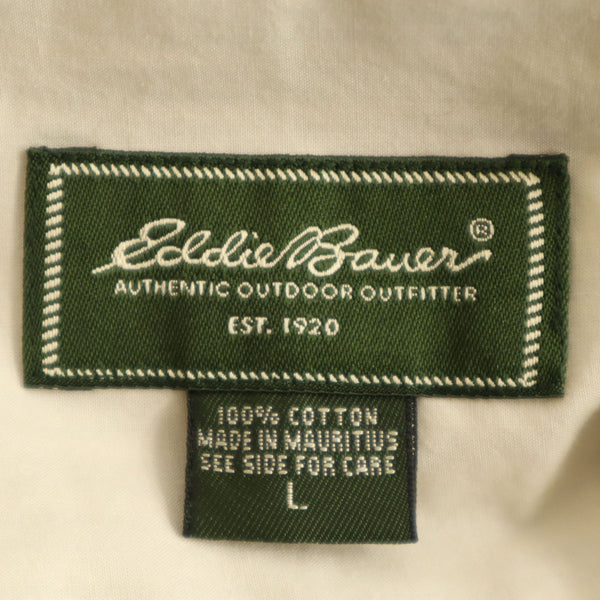 Eddie Bauer®
AUTHENTIC OUTDOOR OUTFITTER
EST. 1920
100% COTTON
MADE IN MAURITIUS
SEE SIDE FOR CARE
L